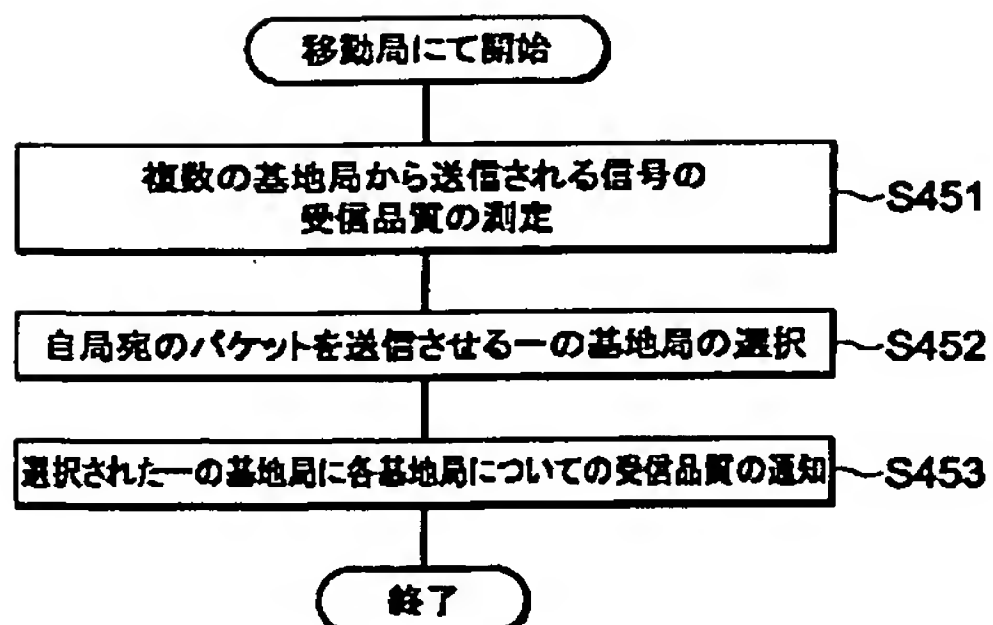 移動局にて開始
複数の基地局から送信される信号の
受信品質の測定
S451
自局宛のパケットを送信させる一の基地局の選択
S452
選択された一の基地局に各基地局についての受信品質の通知
S453
終了